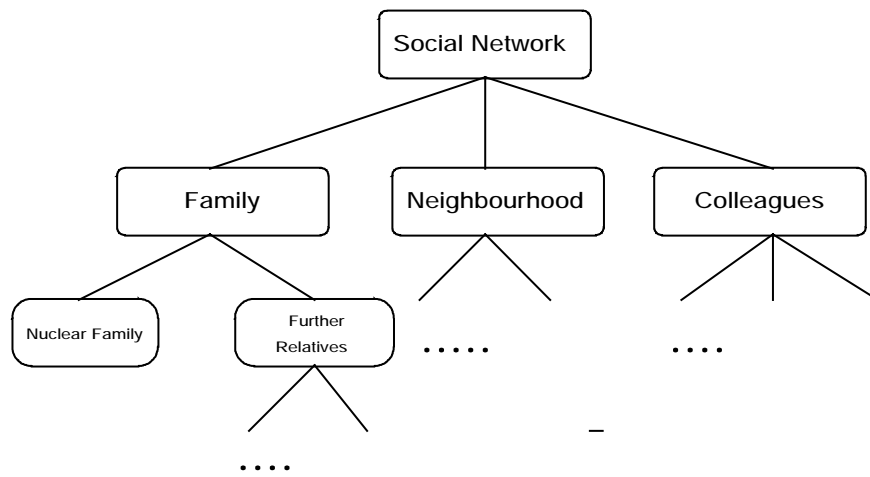 Social Network
Family
Neighbourhood
Colleagues
Nuclear Family
Further
Relatives
.....
....
....